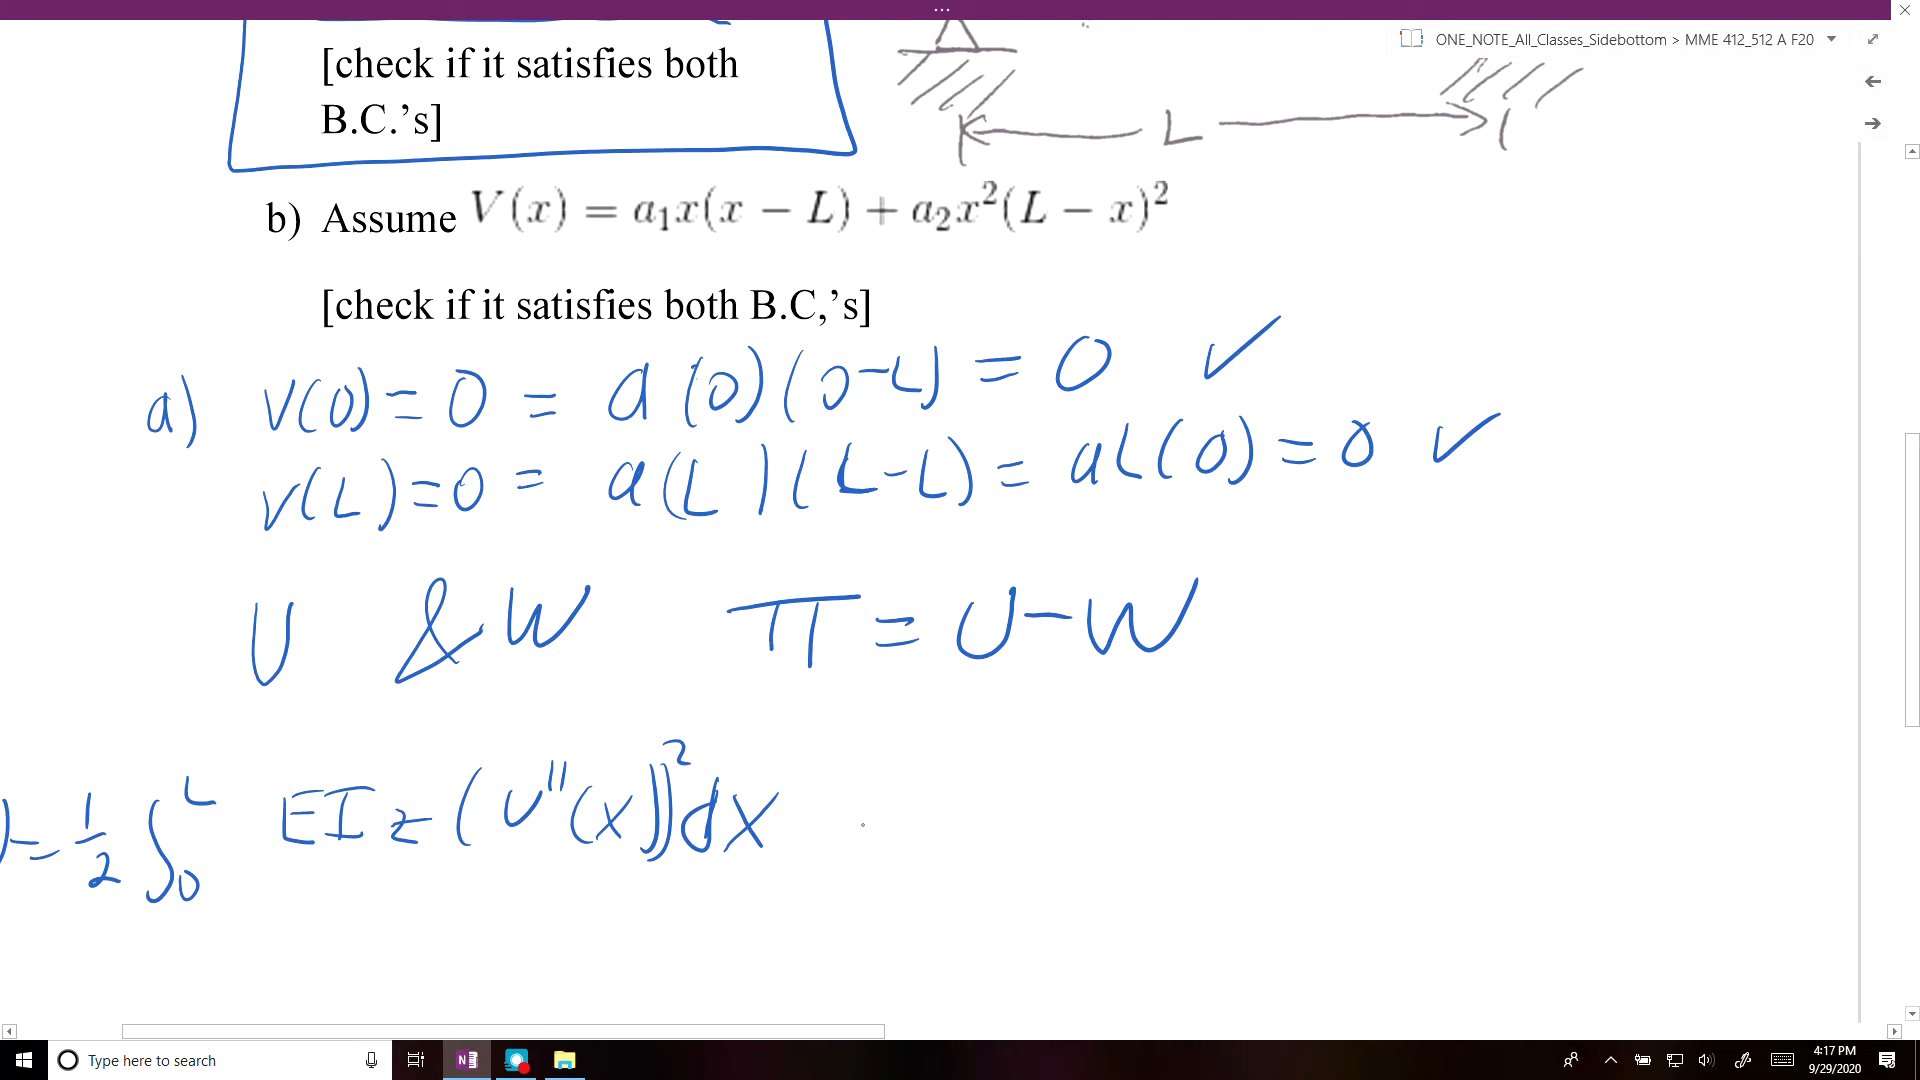 ONE_NOTE_All_Classes_Sidebottom > MME 412_512 A F20
[check if it satisfies both
B.C.'s]
L
b) Assume V(x) = a₁x(x − L) + a₂x²(L − x)²
[check if it satisfies both B.C,'s]
a) v(0) = 0 = a(0)(0-L) = 0 ✓
v(L) = 0 = a(L)(L-L) = aL(0) = 0 ✓
U & W π = U - W
= 1/2 ∫₀ᴸ EIz (v''(x))² dx
Type here to search
4:17 PM
9/29/2020